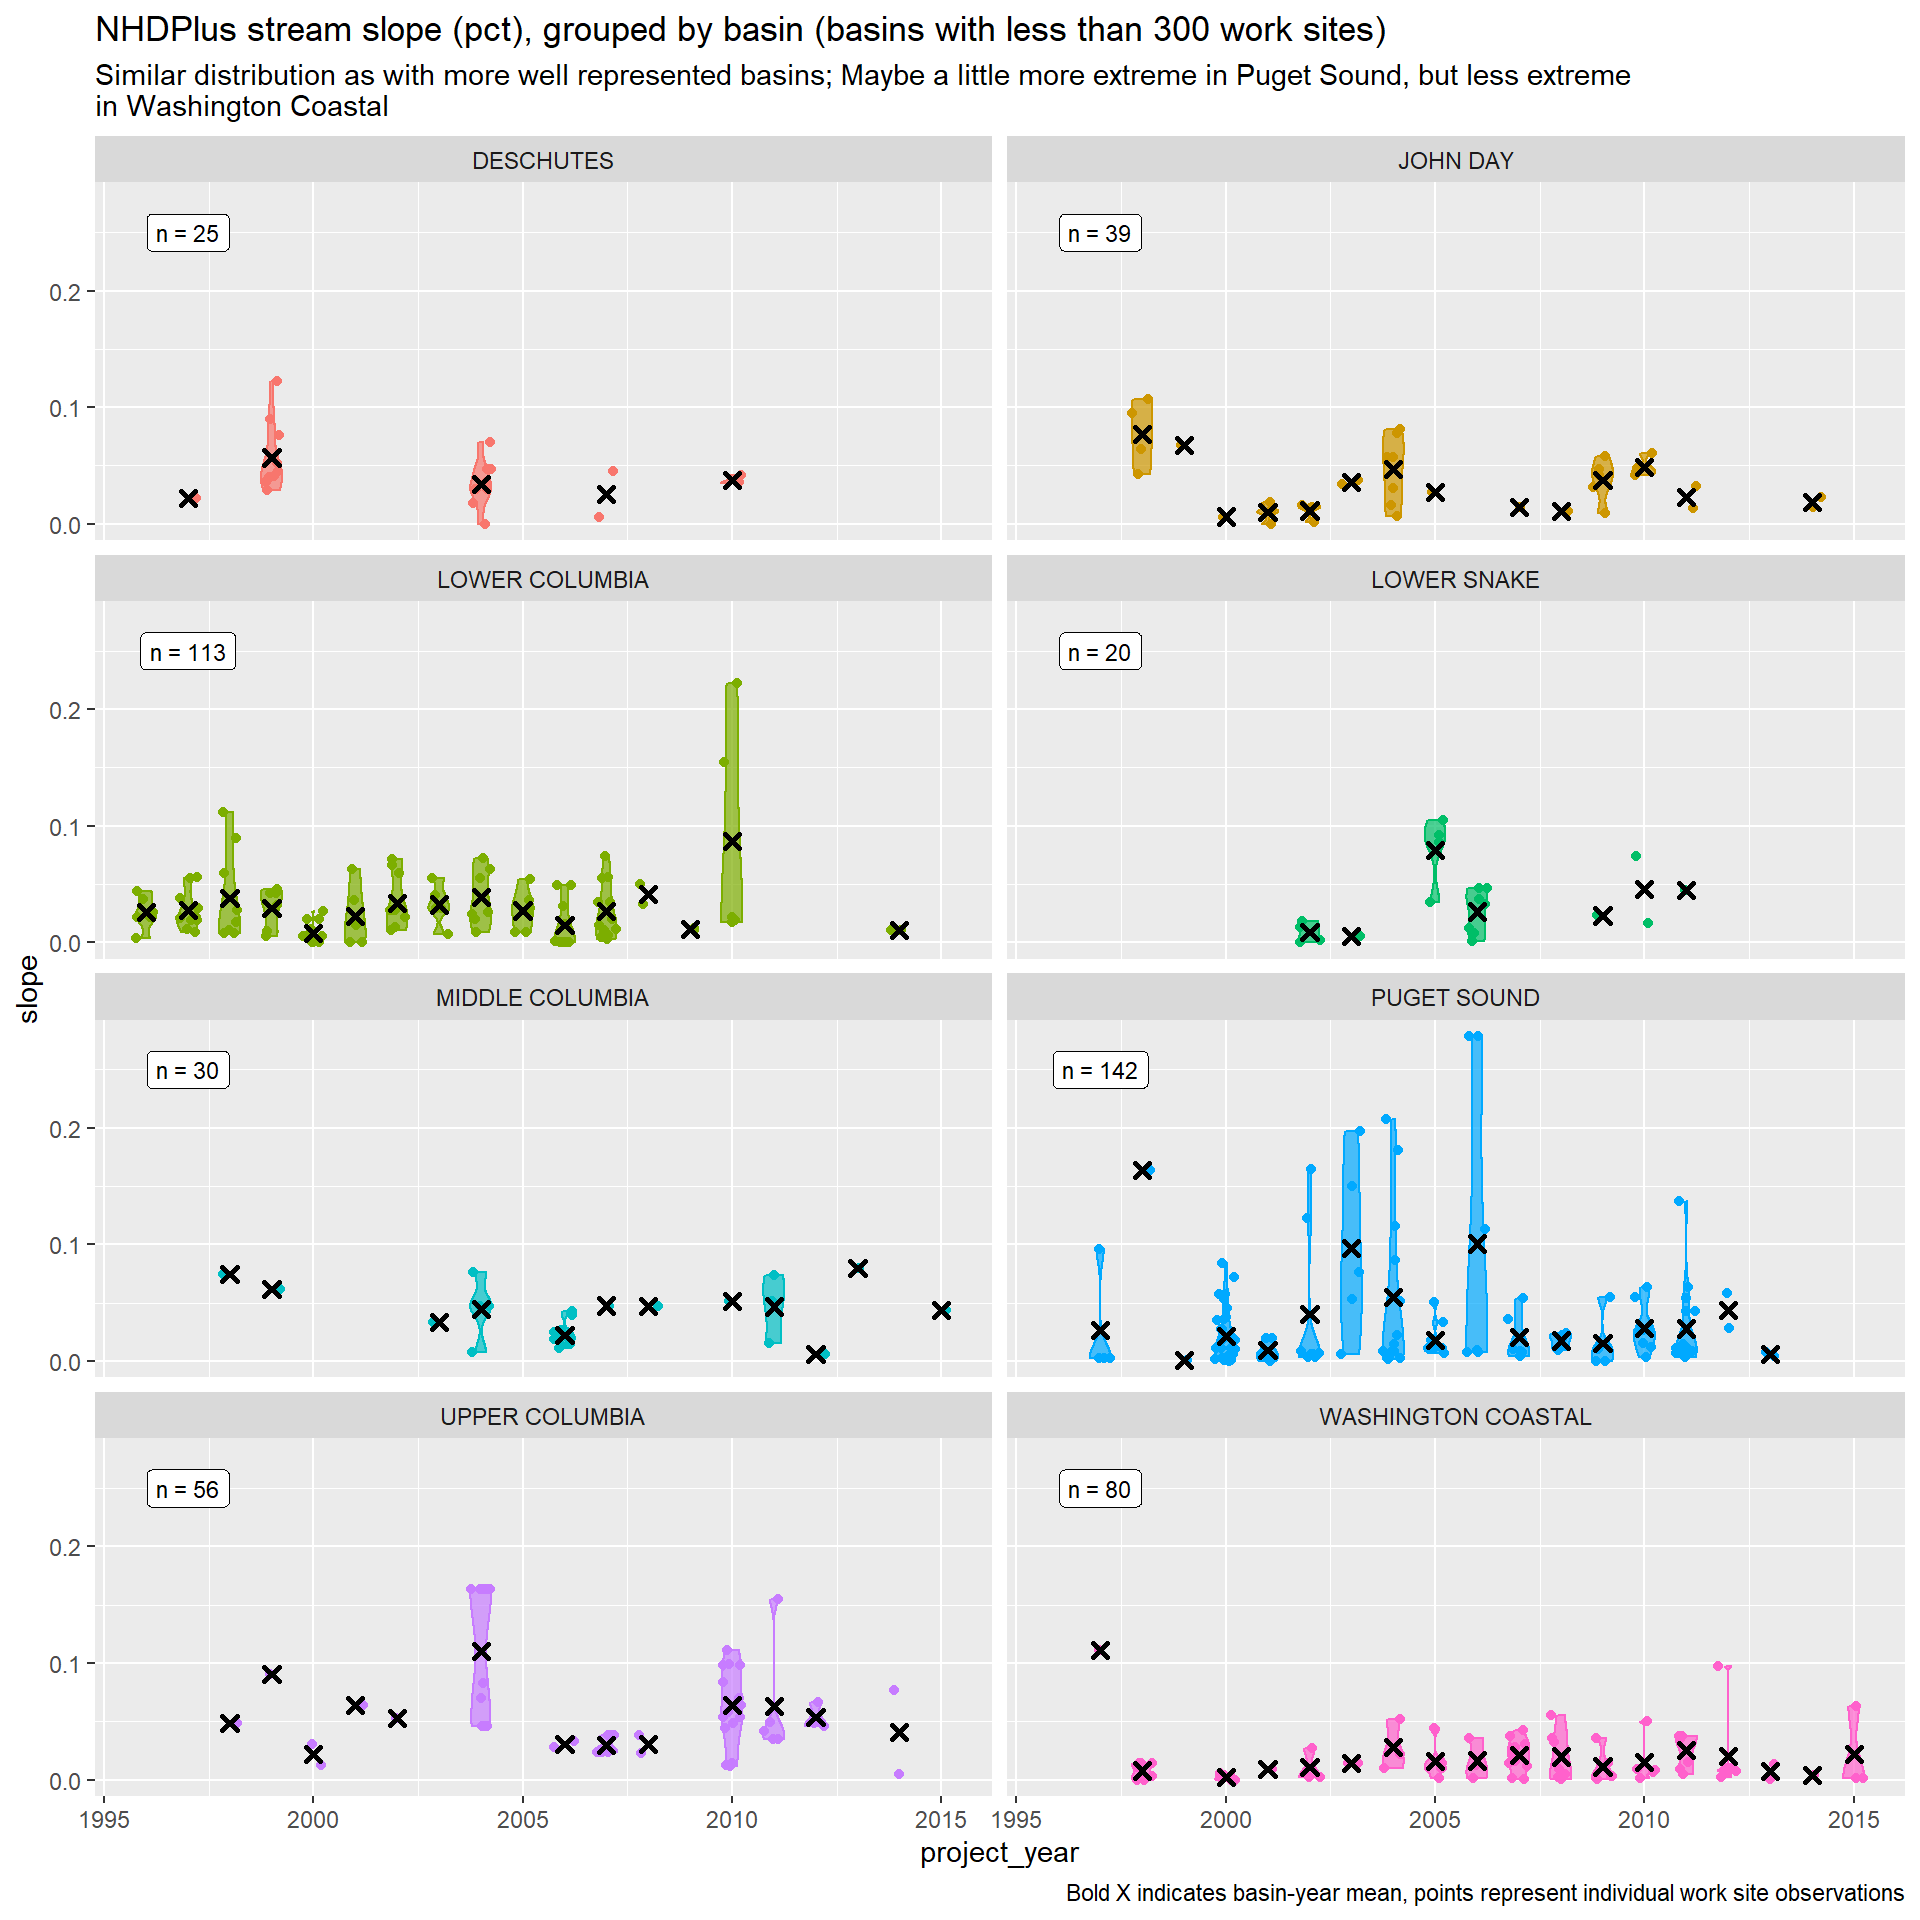 NHDPlus stream slope (pct), grouped by basin (basins with less than 300 work sites)
Similar distribution as with more well represented basins; Maybe a little more extreme in Puget Sound, but less extreme
in Washington Coastal
DESCHUTES
JOHN DAY
n = 25
n = 39
0.2
0.1
0.0
LOWER COLUMBIA
LOWER SNAKE
n = 113
n = 20
0.2
0.1
0.0
slope
MIDDLE COLUMBIA
PUGET SOUND
n = 30
n = 142
0.2
0.1
0.0
UPPER COLUMBIA
WASHINGTON COASTAL
n = 56
n = 80
0.2
0.1
0.0
1995 2000 2005 2010 2015
1995 2000 2005 2010 2015
project_year
Bold X indicates basin-year mean, points represent individual work site observations